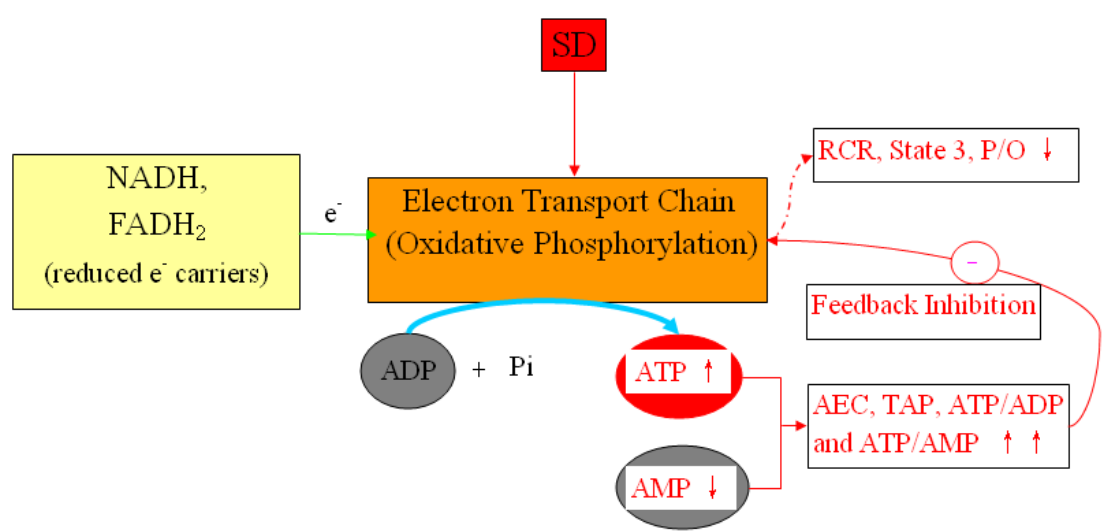 SD
NADH,
FADH₂
(reduced e⁻ carriers)
e⁻
Electron Transport Chain
(Oxidative Phosphorylation)
RCR, State 3, P/O ↓
−
Feedback Inhibition
ADP + Pi
ATP ↑
AEC, TAP, ATP/ADP
and ATP/AMP ↑ ↑
AMP ↓